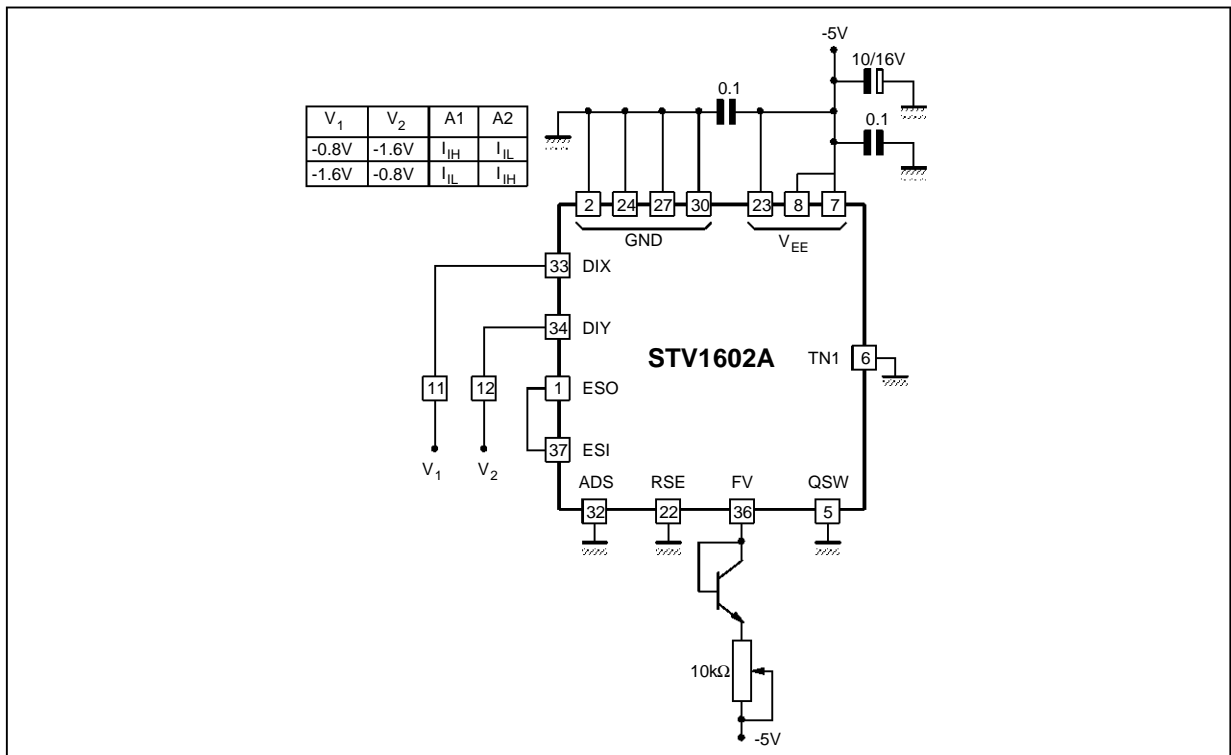 -5V
10/16V
0.1
0.1
V1 V2 A1 A2
-0.8V -1.6V IIH IIL
-1.6V -0.8V IIL IIH
2 24 27 30 23 8 7
GND VEE
33 DIX
34 DIY
STV1602A
TN1 6
11 12 1 ESO
V1 V2 37 ESI
ADS RSE FV QSW
32 22 36 5
10kΩ
-5V